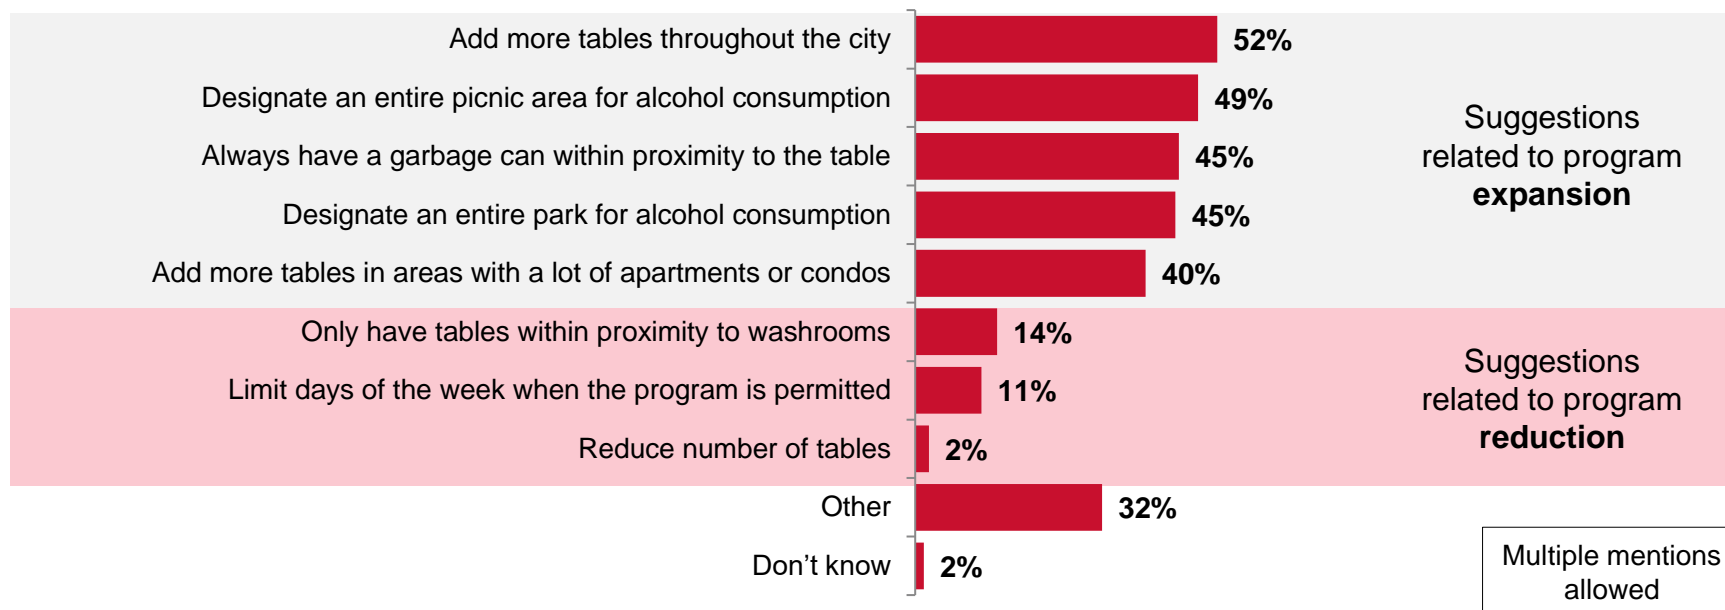 Add more tables throughout the city 52%
Designate an entire picnic area for alcohol consumption 49%
Always have a garbage can within proximity to the table 45%
Designate an entire park for alcohol consumption 45%
Add more tables in areas with a lot of apartments or condos 40%
Suggestions
related to program
expansion
Only have tables within proximity to washrooms 14%
Limit days of the week when the program is permitted 11%
Reduce number of tables 2%
Suggestions
related to program
reduction
Other 32%
Don’t know 2%
Multiple mentions
allowed